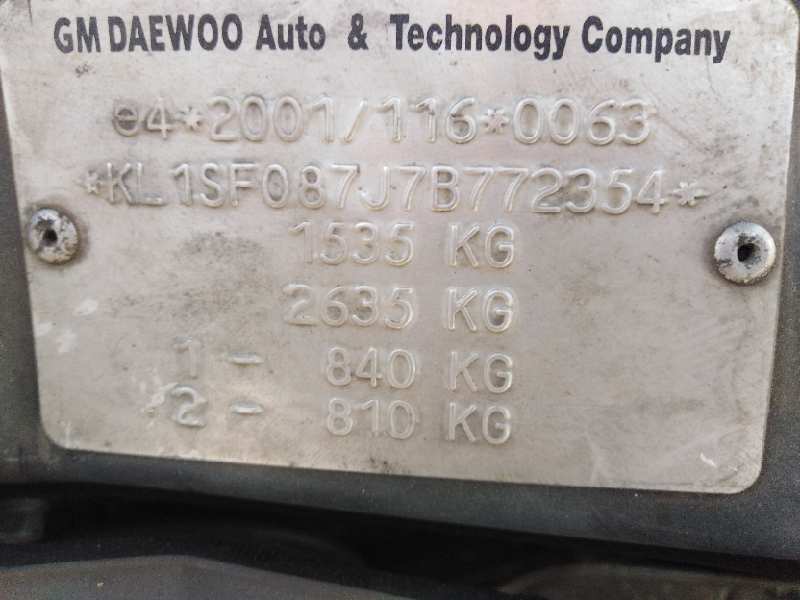 GM DAEWOO Auto & Technology Company
e4*2001/116*0063
*KL1SF087J7B772354*
1535 KG
2635 KG
1 - 840 KG
2 - 810 KG